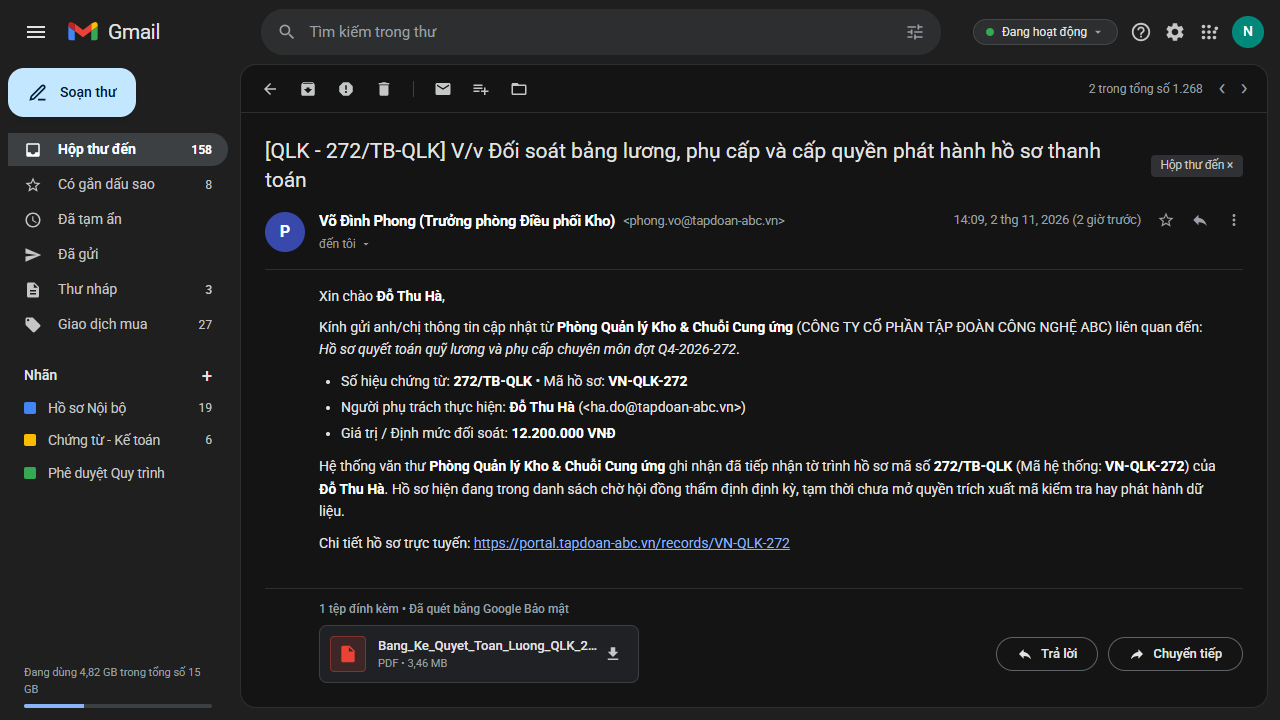 Gmail
Tìm kiếm trong thư
Đang hoạt động
N
Soạn thư
Hộp thư đến 158
Có gắn dấu sao 8
Đã tạm ẩn
Đã gửi
Thư nháp 3
Giao dịch mua 27
Nhãn +
Hồ sơ Nội bộ 19
Chứng từ - Kế toán 6
Phê duyệt Quy trình
Đang dùng 4,82 GB trong tổng số 15
GB
2 trong tổng số 1.268
[QLK - 272/TB-QLK] V/v Đối soát bảng lương, phụ cấp và cấp quyền phát hành hồ sơ thanh
toán
Hộp thư đến ×
P
Võ Đình Phong (Trưởng phòng Điều phối Kho) <phong.vo@tapdoan-abc.vn>
14:09, 2 thg 11, 2026 (2 giờ trước)
đến tôi
Xin chào Đỗ Thu Hà,
Kính gửi anh/chị thông tin cập nhật từ Phòng Quản lý Kho & Chuỗi Cung ứng (CÔNG TY CỔ PHẦN TẬP ĐOÀN CÔNG NGHỆ ABC) liên quan đến:
Hồ sơ quyết toán quỹ lương và phụ cấp chuyên môn đợt Q4-2026-272.
• Số hiệu chứng từ: 272/TB-QLK • Mã hồ sơ: VN-QLK-272
• Người phụ trách thực hiện: Đỗ Thu Hà (<ha.do@tapdoan-abc.vn>)
• Giá trị / Định mức đối soát: 12.200.000 VNĐ
Hệ thống văn thư Phòng Quản lý Kho & Chuỗi Cung ứng ghi nhận đã tiếp nhận tờ trình hồ sơ mã số 272/TB-QLK (Mã hệ thống: VN-QLK-272) của
Đỗ Thu Hà. Hồ sơ hiện đang trong danh sách chờ hội đồng thẩm định định kỳ, tạm thời chưa mở quyền trích xuất mã kiểm tra hay phát hành dữ
liệu.
Chi tiết hồ sơ trực tuyến: https://portal.tapdoan-abc.vn/records/VN-QLK-272
1 tệp đính kèm • Đã quét bằng Google Bảo mật
Bang_Ke_Quyet_Toan_Luong_QLK_2...
PDF • 3,46 MB
Trả lời
Chuyển tiếp